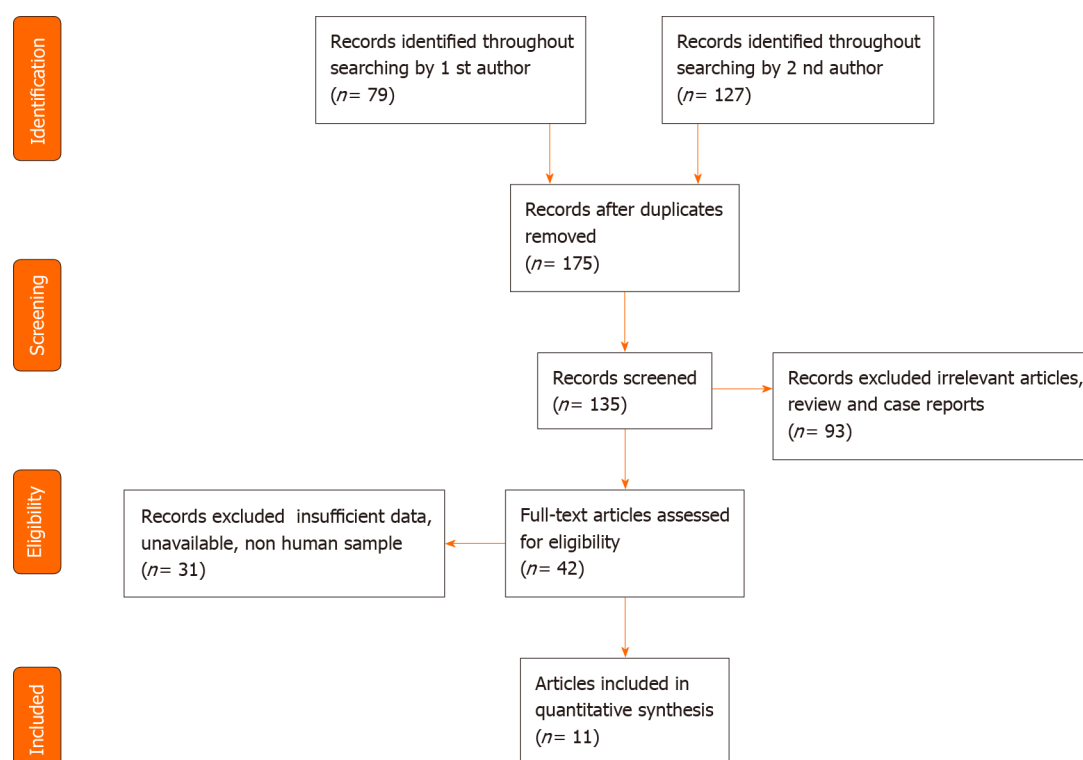 Identification
Records identified throughout
searching by 1 st author
(n= 79)
Records identified throughout
searching by 2 nd author
(n= 127)
Records after duplicates
removed
(n= 175)
Screening
Records screened
(n= 135)
Records excluded irrelevant articles,
review and case reports
(n= 93)
Eligibility
Records excluded  insufficient data,
unavailable, non human sample
(n= 31)
Full-text articles assessed
for eligibility
(n= 42)
Included
Articles included in
quantitative synthesis
(n= 11)